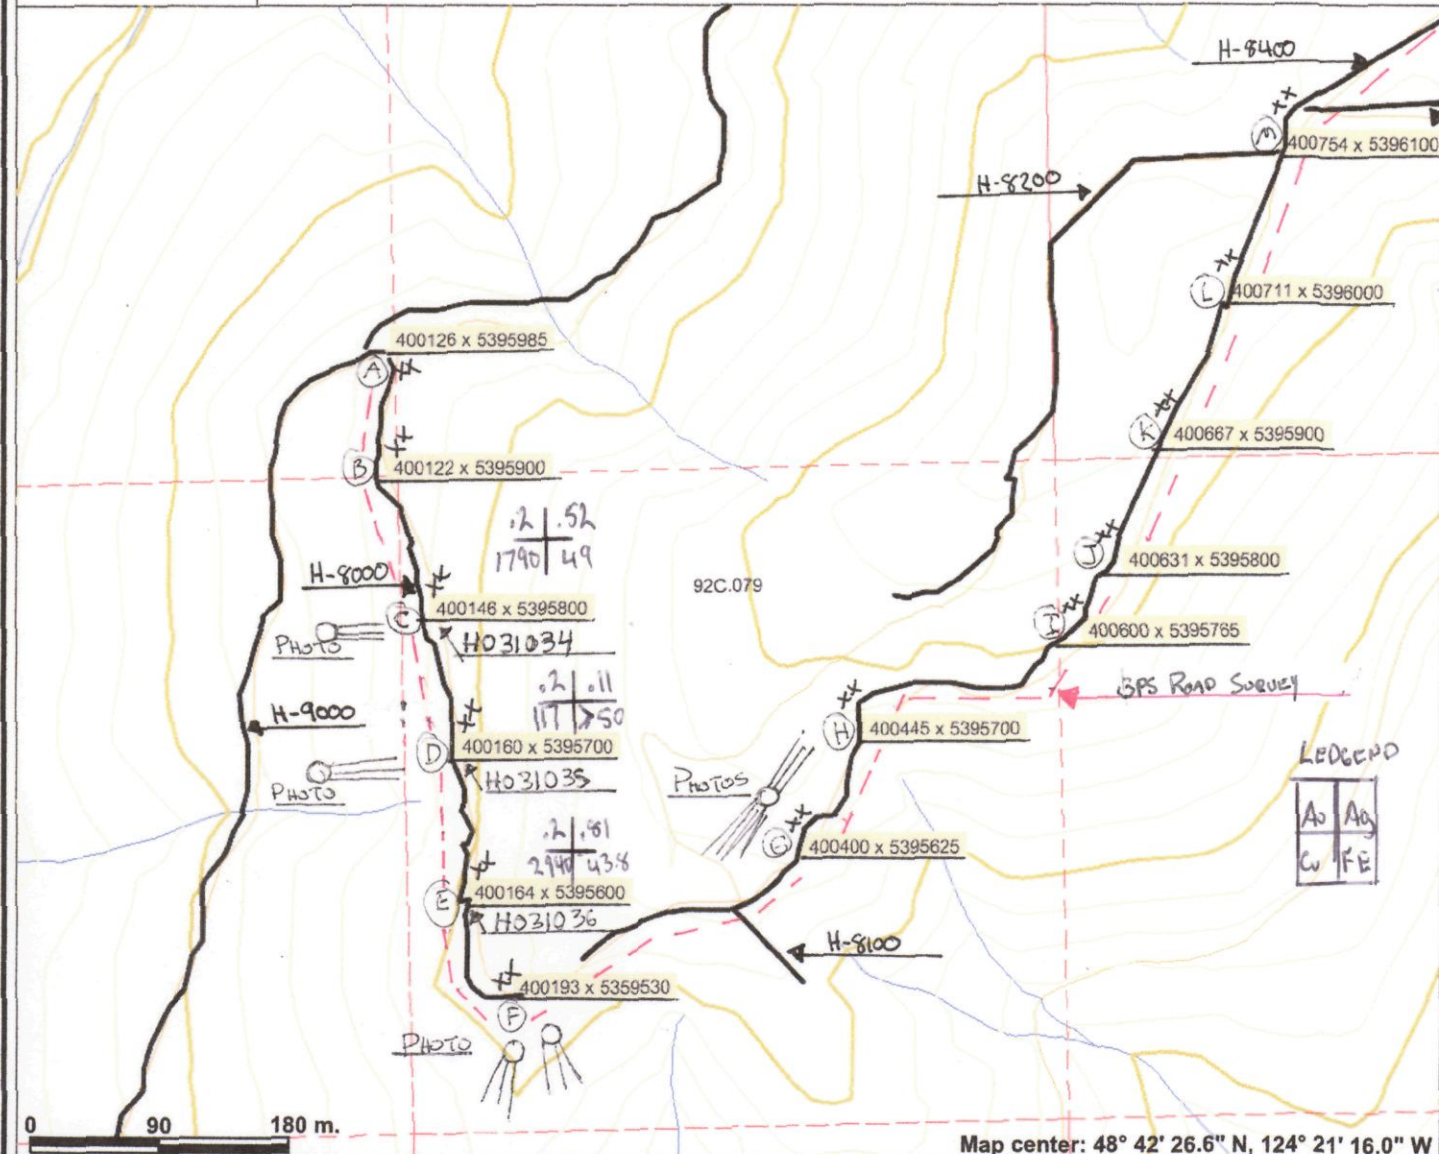 H-8400
M
400754 x 5396100
H-8200
L
400711 x 5396000
400126 x 5395985
A
K
400667 x 5395900
B
400122 x 5395900
.2 .52
1790 49
J
400631 x 5395800
H-8000
92C.079
C
400146 x 5395800
I
400600 x 5395765
PHOTO
H031034
.2 .11
117 >50
GPS ROAD SURVEY
H-9000
H
400445 x 5395700
D
400160 x 5395700
LEDGEND
PHOTO
H031035
PHOTOS
Au Ag
Cu FE
.2 .81
2940 43.8
G
400400 x 5395625
E
400164 x 5395600
H031036
H-8100
400193 x 5359530
F
PHOTO
0 90 180 m.
Map center: 48° 42' 26.6" N, 124° 21' 16.0" W